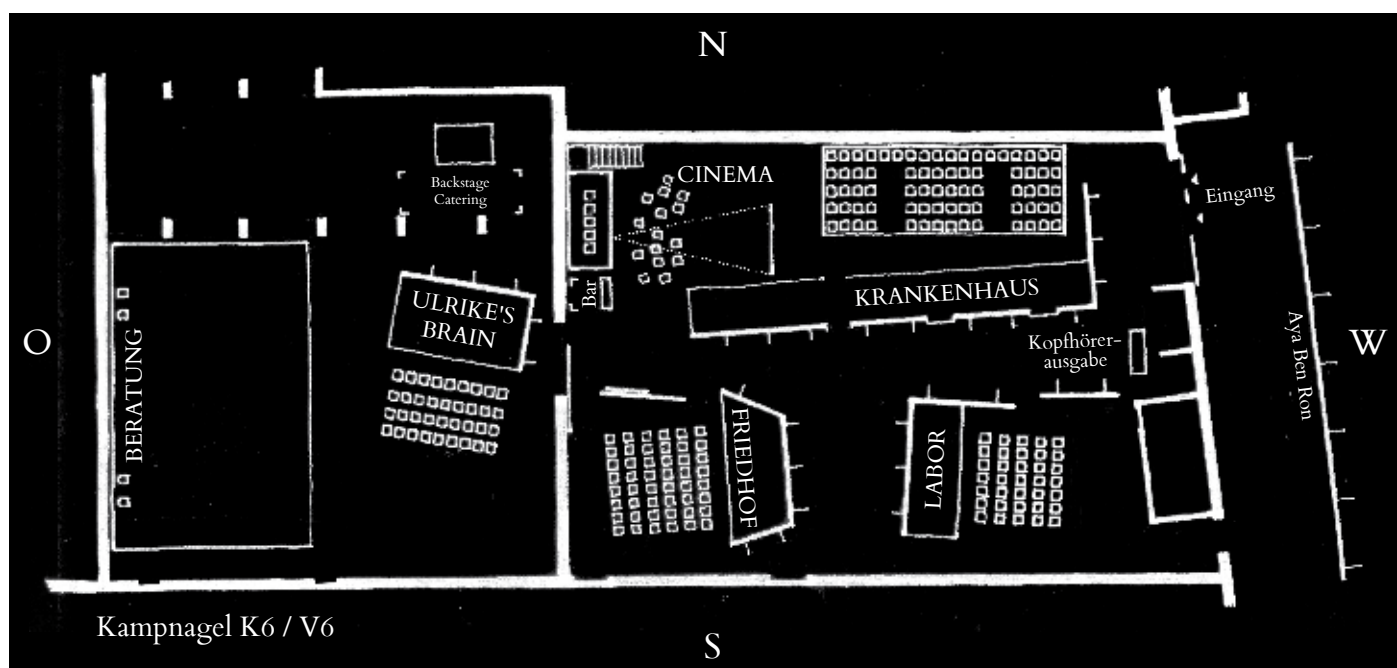 N
CINEMA
Backstage
Catering
Eingang
Bar
KRANKENHAUS
ULRIKE'S
BRAIN
O
BERATUNG
Kopfhörer-
ausgabe
Aya Ben Ron
W
FRIEDHOF
LABOR
Kampnagel K6 / V6
S